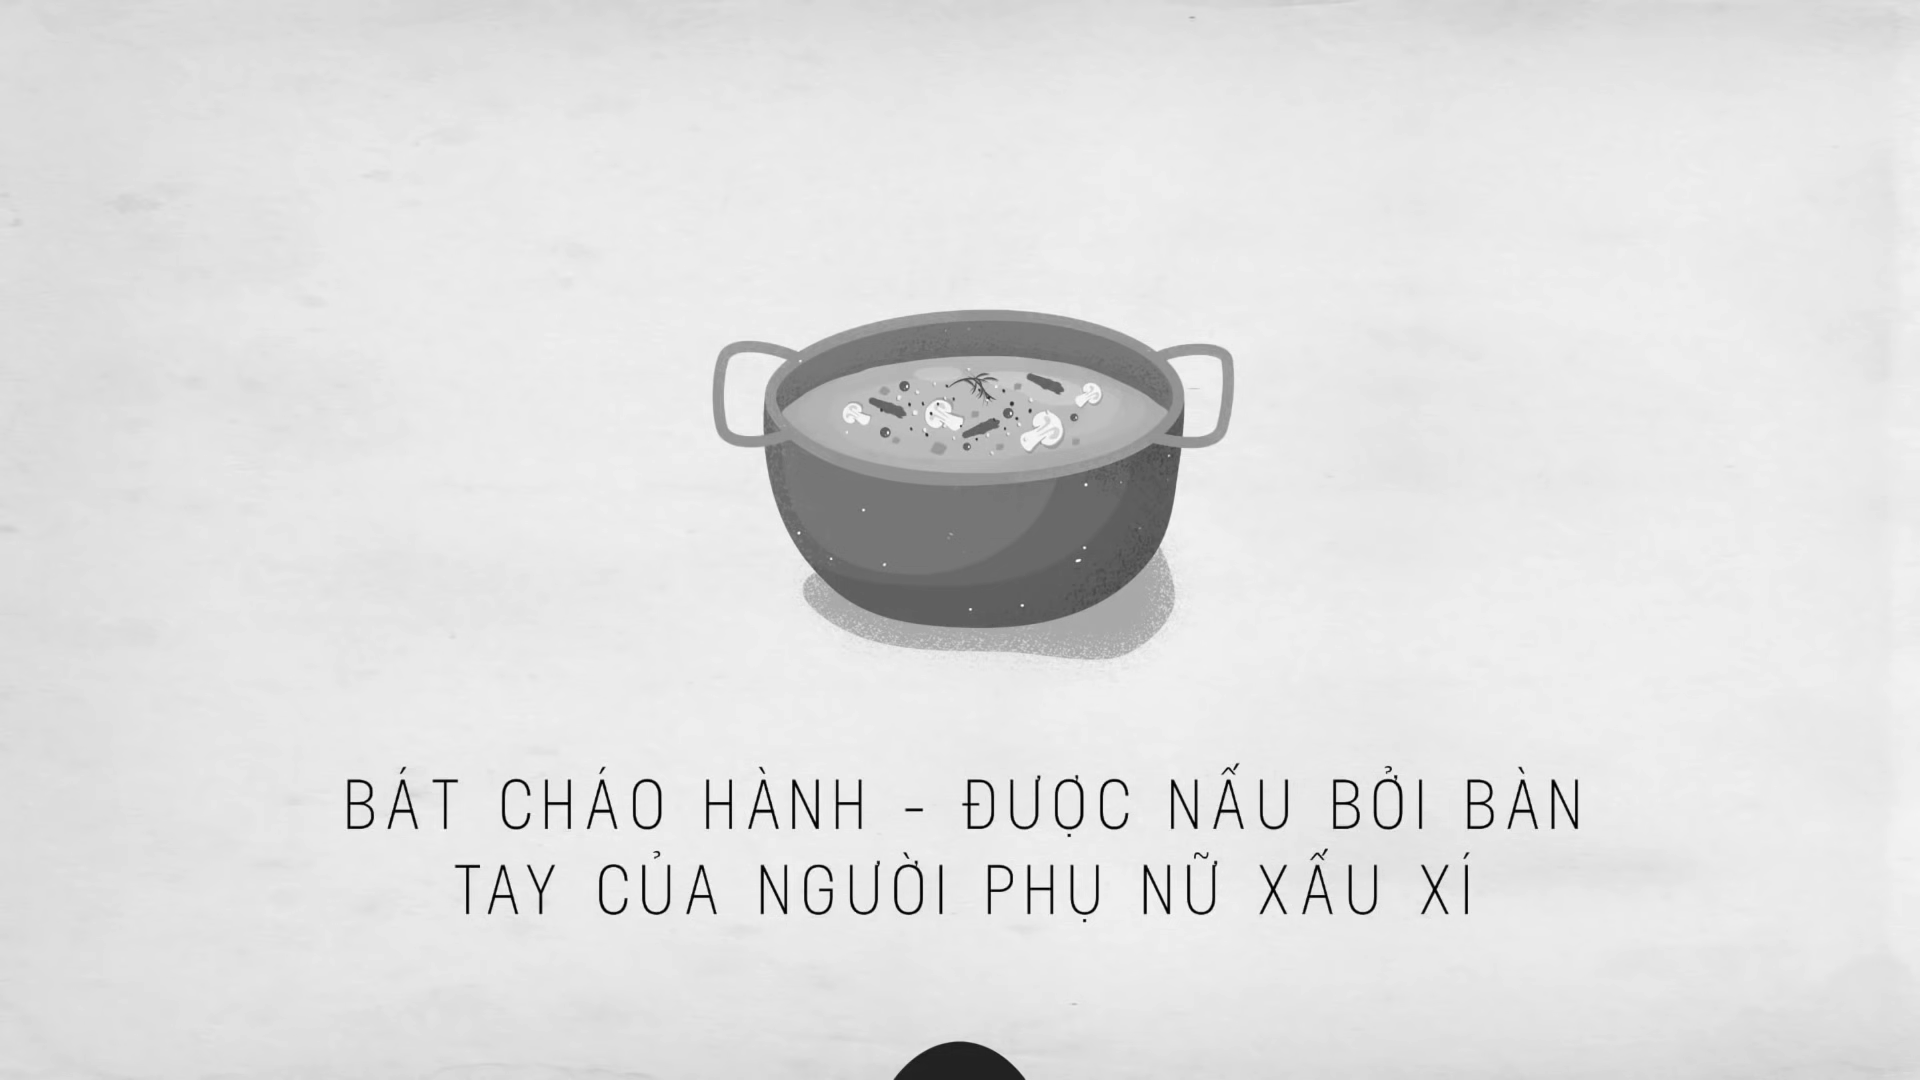 BÁT CHÁO HÀNH - ĐƯỢC NẤU BỞI BÀN
TAY CỦA NGƯỜI PHỤ NỮ XẤU XÍ